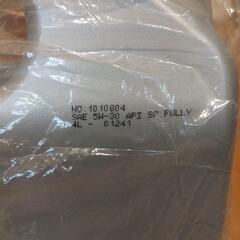 NO:1010804
SAE 5W-30 API SP FULLY
4L - 01241